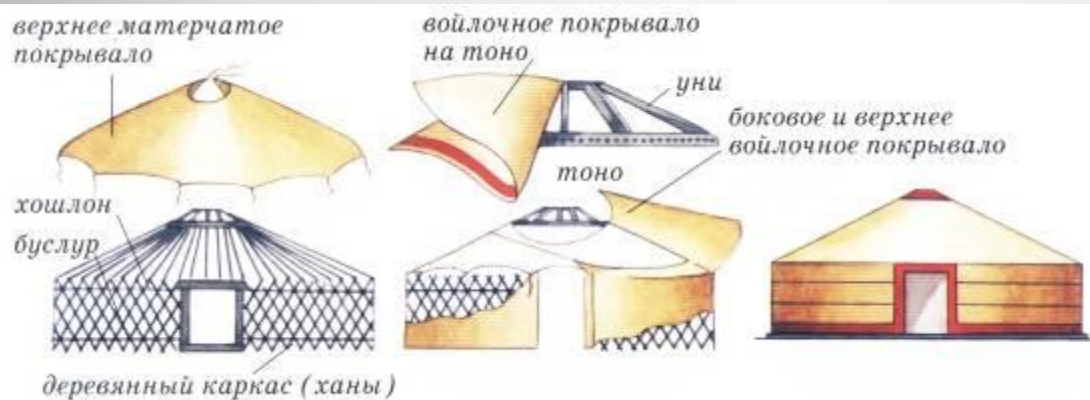 верхнее матерчатое
покрывало
войлочное покрывало
на тоно
уни
боковое и верхнее
войлочное покрывало
тоно
хошлон
буслур
деревянный каркас (ханы)